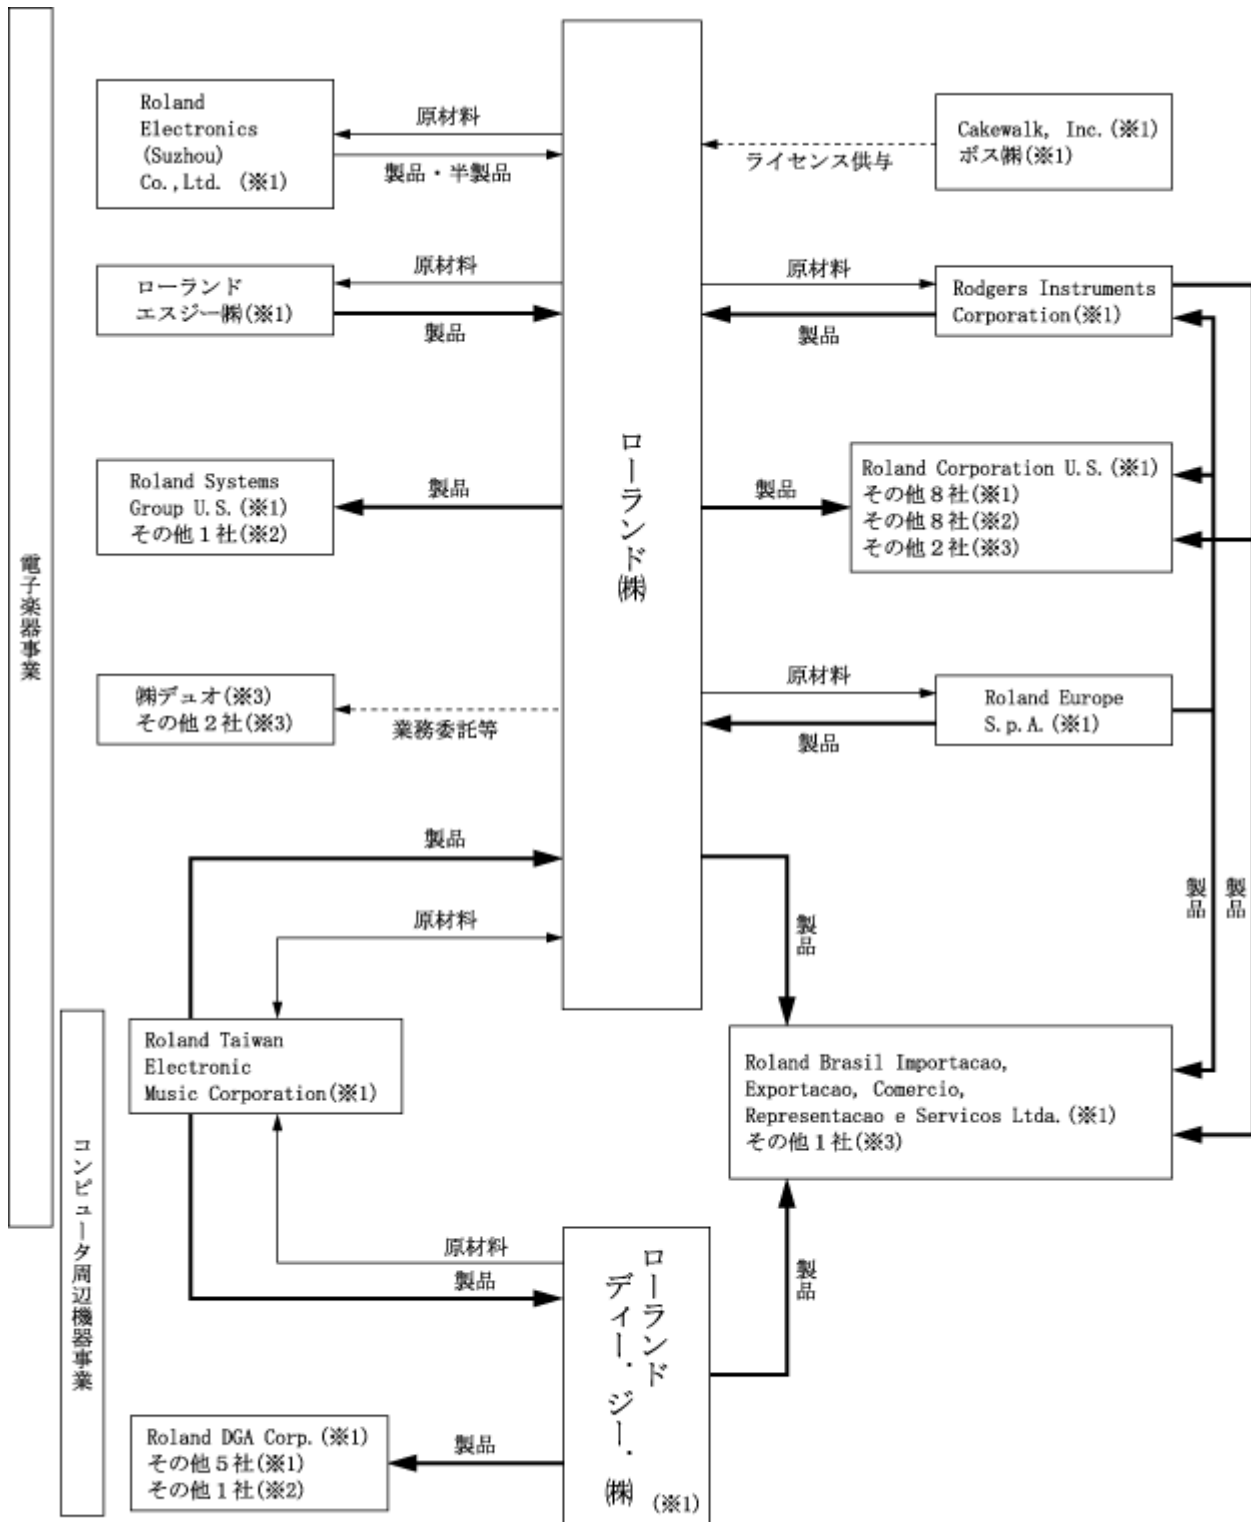 電子楽器事業
コンピュータ周辺機器事業
Roland
Electronics
(Suzhou)
Co.,Ltd. (※1)
原材料
製品・半製品
ローランド
エスジー㈱(※1)
原材料
製品
Roland Systems
Group U.S.(※1)
その他1社(※2)
製品
㈱デュオ(※3)
その他2社(※3)
業務委託等
製品
原材料
Roland Taiwan
Electronic
Music Corporation(※1)
原材料
製品
Roland DGA Corp.(※1)
その他5社(※1)
その他1社(※2)
製品
ローランド㈱
ローランド
ディー.ジー.㈱
(※1)
Cakewalk, Inc.(※1)
ボス㈱(※1)
ライセンス供与
原材料
製品
Rodgers Instruments
Corporation(※1)
製品
Roland Corporation U.S.(※1)
その他8社(※1)
その他8社(※2)
その他2社(※3)
原材料
製品
Roland Europe
S.p.A.(※1)
製品
製品
製品
Roland Brasil Importacao,
Exportacao, Comercio,
Representacao e Servicos Ltda.(※1)
その他1社(※3)
製品